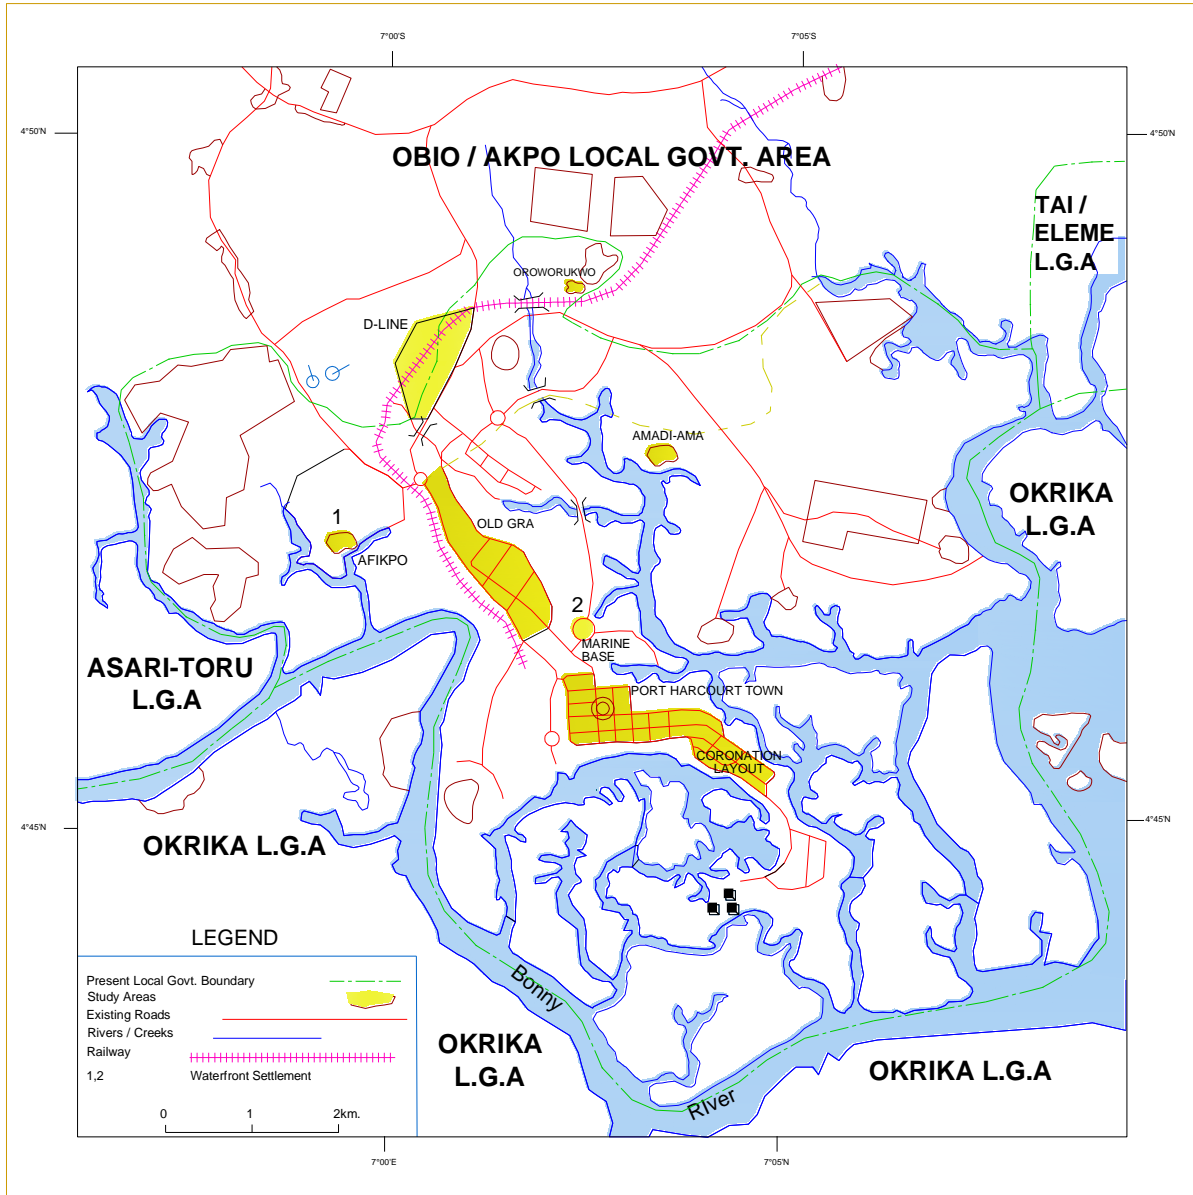 7°00'S
7°05'S
4°50'N
4°50'N
OBIO / AKPO LOCAL GOVT. AREA
TAI /
ELEME
L.G.A
OROWORUKWO
D-LINE
AMADI-AMA
OKRIKA
L.G.A
1
OLD GRA
AFIKPO
2
MARINE
BASE
ASARI-TORU
L.G.A
PORT HARCOURT TOWN
CORONATION
LAYOUT
4°45'N
4°45'N
OKRIKA L.G.A
LEGEND
Present Local Govt. Boundary
Study Areas
Existing Roads
Rivers / Creeks
Railway
1,2 Waterfront Settlement
0 1 2km.
Bonny
RIver
OKRIKA
L.G.A
OKRIKA L.G.A
7°00'E
7°05'N